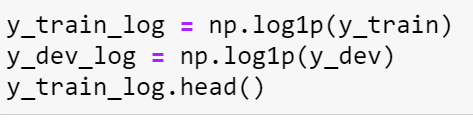 y_train_log = np.log1p(y_train)
y_dev_log = np.log1p(y_dev)
y_train_log.head()